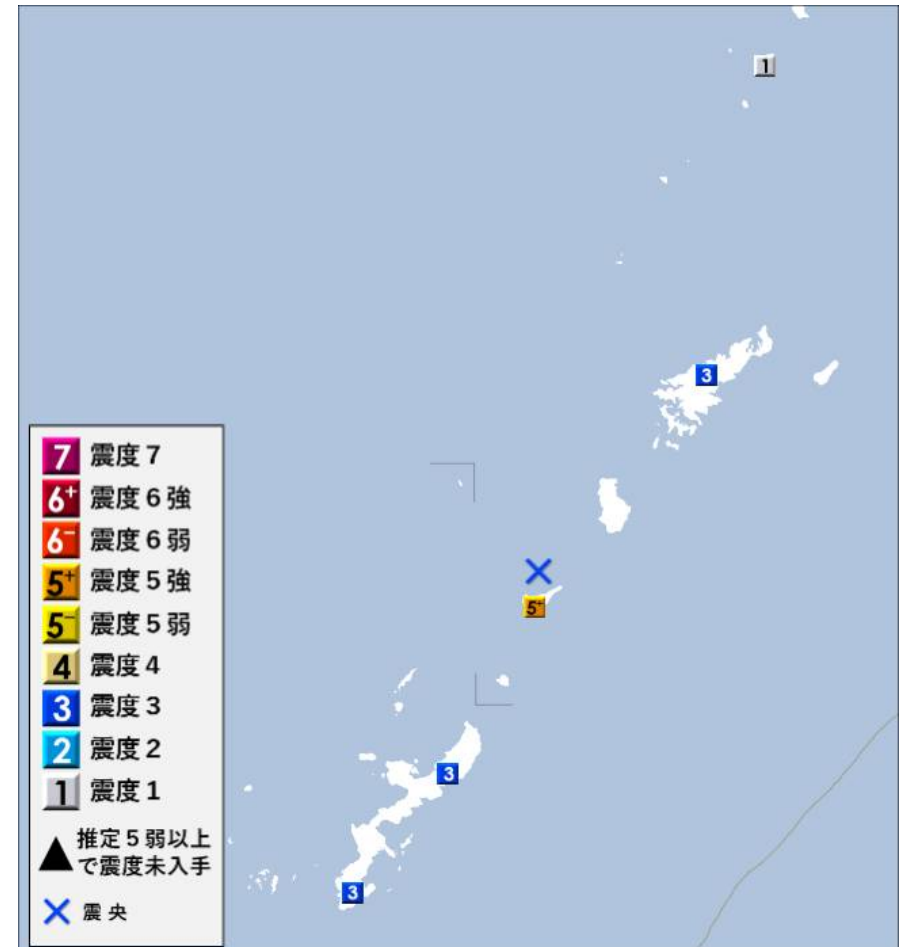 1
3
5+
3
3
7 震度7
6+ 震度6強
6- 震度6弱
5+ 震度5強
5- 震度5弱
4 震度4
3 震度3
2 震度2
1 震度1
推定5弱以上
で震度未入手
震央